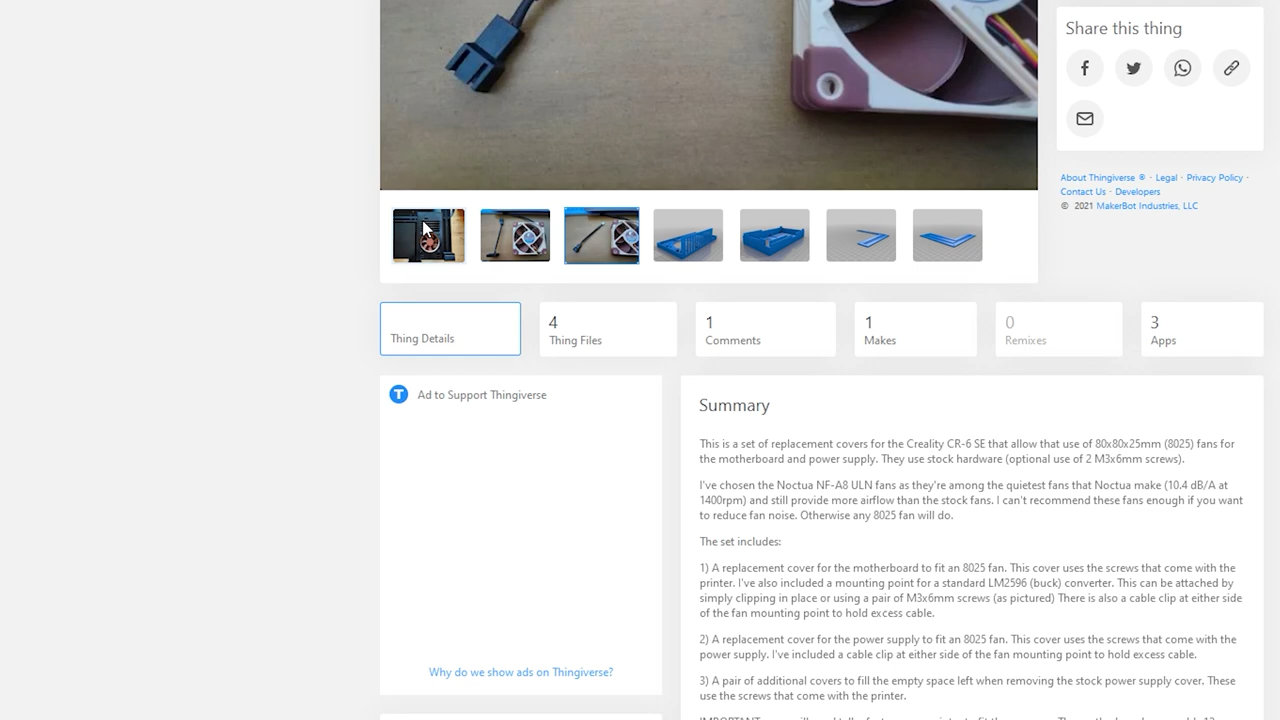 Share this thing
About Thingiverse ® · Legal · Privacy Policy ·
Contact Us · Developers
© 2021 MakerBot Industries, LLC
Thing Details
4
Thing Files
1
Comments
1
Makes
0
Remixes
3
Apps
Ad to Support Thingiverse
Why do we show ads on Thingiverse?
Summary
This is a set of replacement covers for the Creality CR-6 SE that allow that use of 80x80x25mm (8025) fans for
the motherboard and power supply. They use stock hardware (optional use of 2 M3x6mm screws).
I've chosen the Noctua NF-A8 ULN fans as they're among the quietest fans that Noctua make (10.4 dB/A at
1400rpm) and still provide more airflow than the stock fans. I can't recommend these fans enough if you want
to reduce fan noise. Otherwise any 8025 fan will do.
The set includes:
1) A replacement cover for the motherboard to fit an 8025 fan. This cover uses the screws that come with the
printer. I've also included a mounting point for a standard LM2596 (buck) converter. This can be attached by
simply clipping in place or using a pair of M3x6mm screws (as pictured) There is also a cable clip at either side
of the fan mounting point to hold excess cable.
2) A replacement cover for the power supply to fit an 8025 fan. This cover uses the screws that come with the
power supply. I've included a cable clip at either side of the fan mounting point to hold excess cable.
3) A pair of additional covers to fill the empty space left when removing the stock power supply cover. These
use the screws that come with the printer.